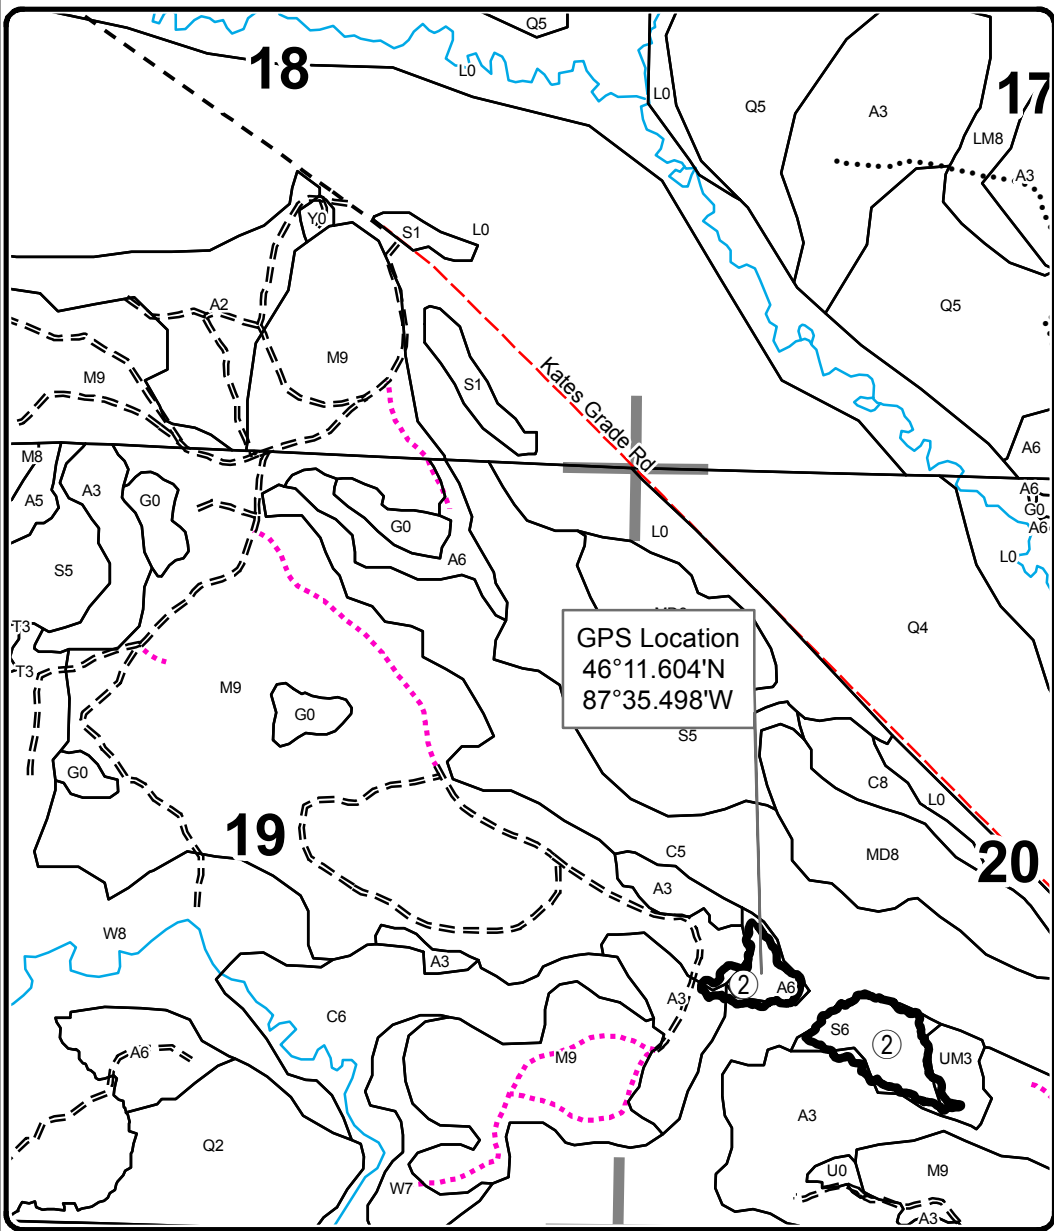 Q5
18
L0
L0
Q5
A3
17
LM8
A3
Y0
S1
L0
A2
Q5
M9
M9
S1
Kates Grade Rd
A6
M8
A5
A3
G0
G0
A6
G0
A6
L0
L0
A6
S5
T3
T3
Q4
GPS Location
46°11.604'N
87°35.498'W
M9
G0
S5
G0
C8
L0
19
C5
MD8
20
A3
W8
A3
A3
2
A6
C6
S6
2
UM3
A6
M9
A3
Q2
U0
M9
W7
A3